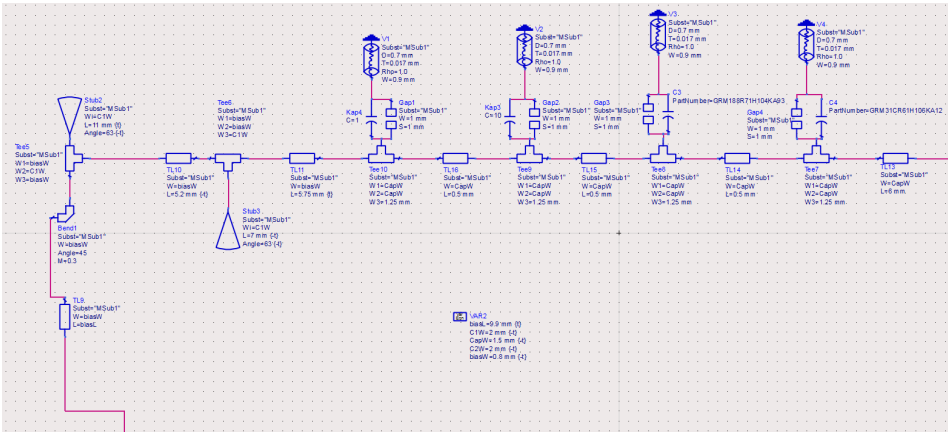 V1
Subst="MSub1"
D=0.7 mm
T=0.017 mm
Rho=1.0
W=0.9 mm
V2
Subst="MSub1"
D=0.7 mm
T=0.017 mm
Rho=1.0
W=0.9 mm
V3
Subst="MSub1"
D=0.7 mm
T=0.017 mm
Rho=1.0
W=0.9 mm
V4
Subst="MSub1"
D=0.7 mm
T=0.017 mm
Rho=1.0
W=0.9 mm
Stub2
Subst="MSub1"
Wi=C1W
L=11 mm {t}
Angle=63 {-t}
Tee6
Subst="MSub1"
W1=biasW
W2=biasW
W3=C1W
Kap4
C=1
Gap1
Subst="MSub1"
W=1 mm
S=1 mm
Kap3
C=10
Gap2
Subst="MSub1"
W=1 mm
S=1 mm
Gap3
Subst="MSub1"
W=1 mm
S=1 mm
C3
PartNumber=GRM188R71H104KA93
Gap4
Subst="MSub1"
W=1 mm
S=1 mm
C4
PartNumber=GRM31CR61H106KA12
Tee5
Subst="MSub1"
W1=biasW
W2=C1W
W3=biasW
TL10
Subst="MSub1"
W=biasW
L=5.2 mm {-t}
TL11
Subst="MSub1"
W=biasW
L=5.75 mm {t}
Tee10
Subst="MSub1"
W1=CapW
W2=CapW
W3=1.25 mm
TL16
Subst="MSub1"
W=CapW
L=0.5 mm
Tee9
Subst="MSub1"
W1=CapW
W2=CapW
W3=1.25 mm
TL15
Subst="MSub1"
W=CapW
L=0.5 mm
Tee8
Subst="MSub1"
W1=CapW
W2=CapW
W3=1.25 mm
TL14
Subst="MSub1"
W=CapW
L=0.5 mm
Tee7
Subst="MSub1"
W1=CapW
W2=CapW
W3=1.25 mm
TL13
Subst="MSub1"
W=CapW
L=6 mm
Stub3
Subst="MSub1"
Wi=C1W
L=7 mm {-t}
Angle=63 {-t}
Bend1
Subst="MSub1"
W=biasW
Angle=45
M=0.3
TL9
Subst="MSub1"
W=biasW
L=biasL
VAR2
biasL=9.9 mm {t}
C1W=2 mm {-t}
CapW=1.5 mm {-t}
C2W=2 mm {-t}
biasW=0.8 mm {-t}